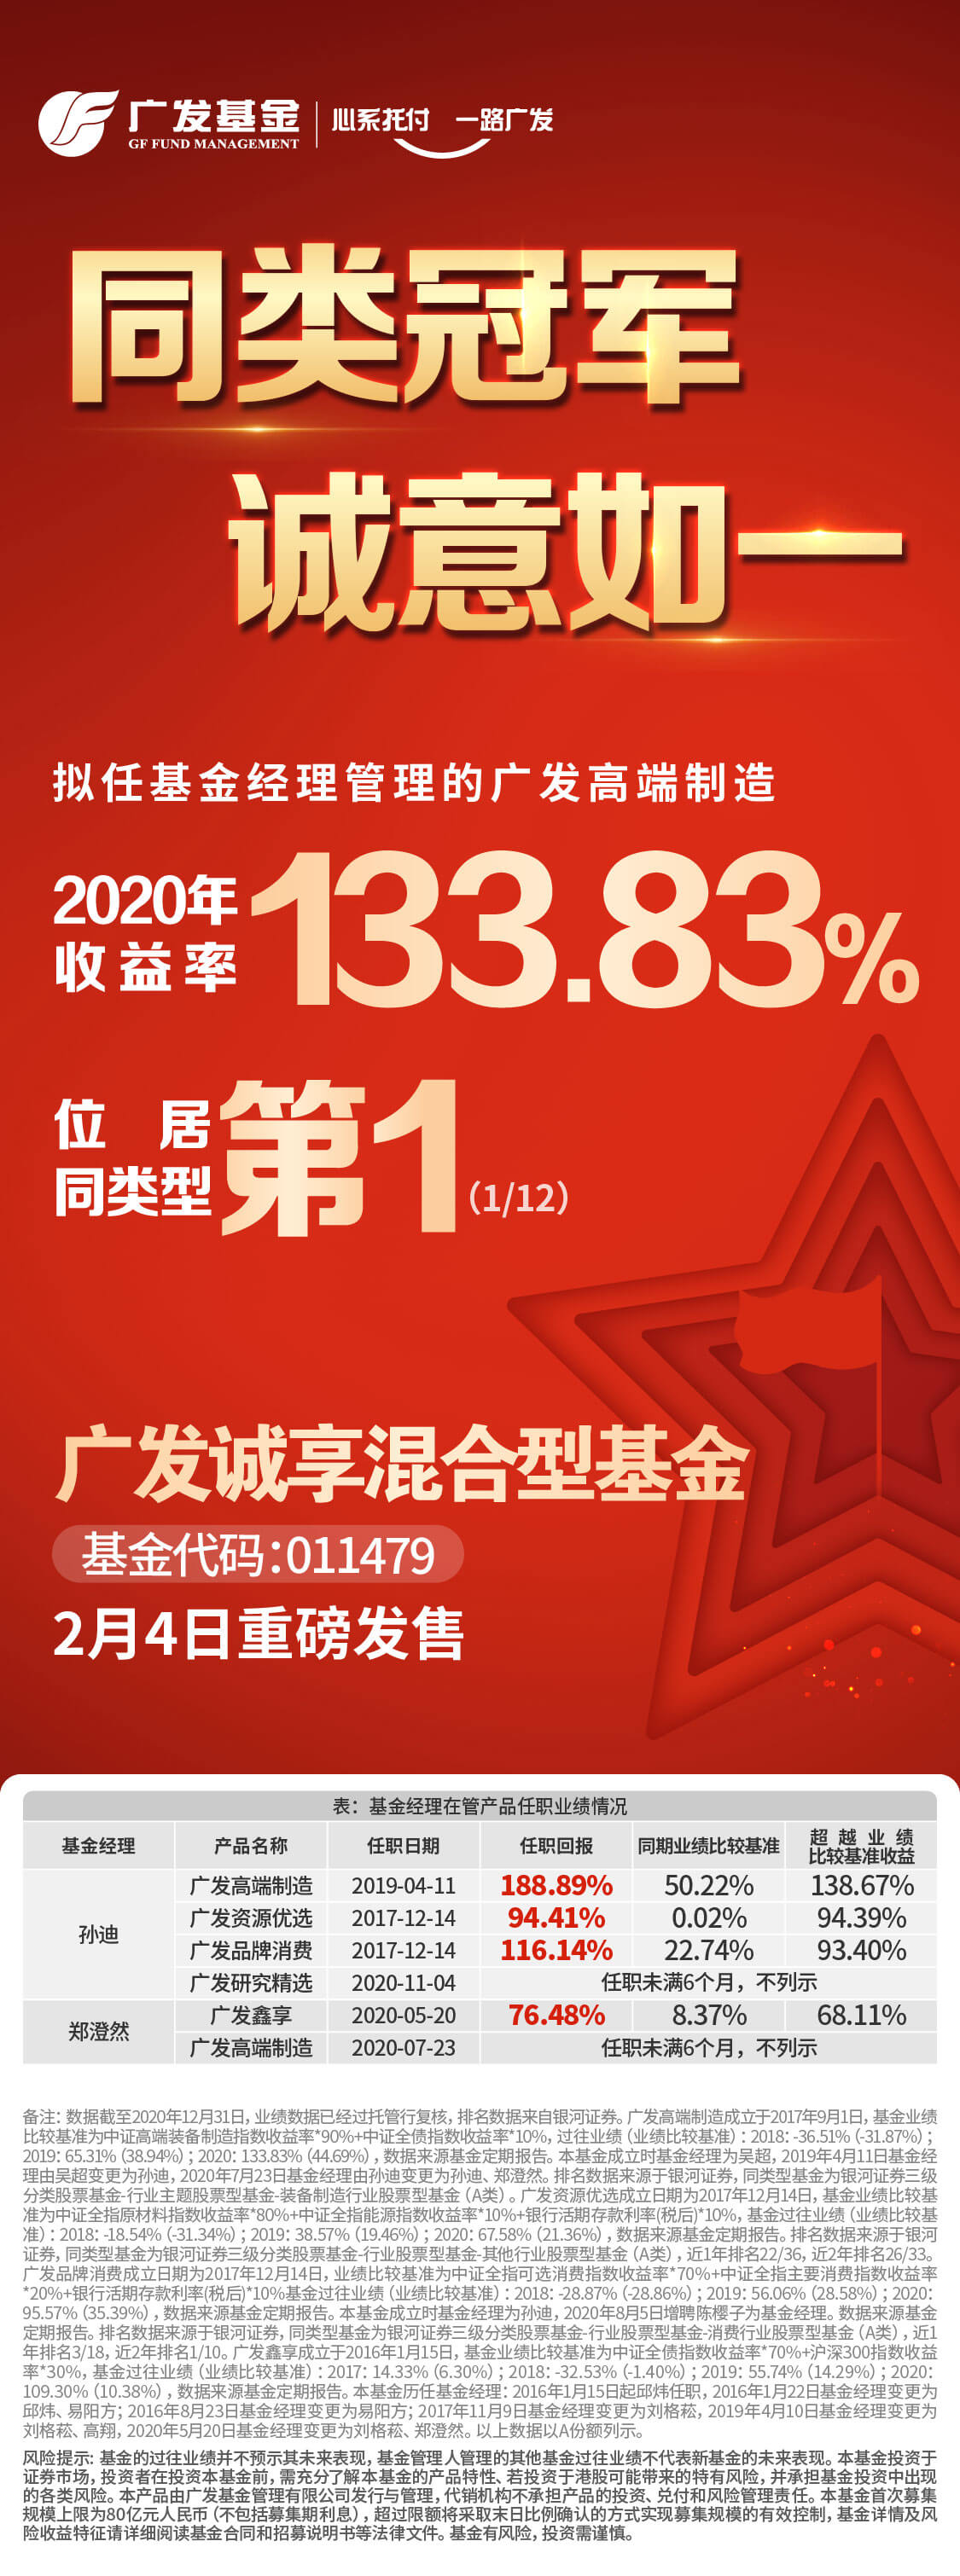 广发基金
GF FUND MANAGEMENT
心系托付 一路广发
同类冠军
诚意如一
拟任基金经理管理的广发高端制造
2020年
收益率
133.83%
位 居
同类型
第1
（1/12）
广发诚享混合型基金
基金代码：011479
2月4日重磅发售
表：基金经理在管产品任职业绩情况
基金经理 产品名称 任职日期 任职回报 同期业绩比较基准 超越业绩比较基准收益
孙迪
广发高端制造 2019-04-11 188.89% 50.22% 138.67%
广发资源优选 2017-12-14 94.41% 0.02% 94.39%
广发品牌消费 2017-12-14 116.14% 22.74% 93.40%
广发研究精选 2020-11-04 任职未满6个月，不列示
郑澄然
广发鑫享 2020-05-20 76.48% 8.37% 68.11%
广发高端制造 2020-07-23 任职未满6个月，不列示
备注：数据截至2020年12月31日，业绩数据已经过托管行复核，排名数据来自银河证券。广发高端制造成立于2017年9月1日，基金业绩
比较基准为中证高端装备制造指数收益率*90%+中证全债指数收益率*10%，过往业绩（业绩比较基准）：2018：-36.51%（-31.87%）；
2019：65.31%（38.94%）；2020：133.83%（44.69%），数据来源基金定期报告。本基金成立时基金经理为吴超，2019年4月11日基金经
理由吴超变更为孙迪，2020年7月23日基金经理由孙迪变更为孙迪、郑澄然。排名数据来源于银河证券，同类型基金为银河证券三级
分类股票基金-行业主题股票型基金-装备制造行业股票型基金（A类）。广发资源优选成立日期为2017年12月14日，基金业绩比较基
准为中证全指原材料指数收益率*80%+中证全指能源指数收益率*10%+银行活期存款利率(税后)*10%，基金过往业绩（业绩比较基
准）：2018：-18.54%（-31.34%）；2019：38.57%（19.46%）；2020：67.58%（21.36%），数据来源基金定期报告。排名数据来源于银河
证券，同类型基金为银河证券三级分类股票基金-行业股票型基金-其他行业股票型基金（A类），近1年排名22/36，近2年排名26/33。
广发品牌消费成立日期为2017年12月14日，业绩比较基准为中证全指可选消费指数收益率*70%+中证全指主要消费指数收益率
*20%+银行活期存款利率(税后)*10%基金过往业绩（业绩比较基准）：2018：-28.87%（-28.86%）；2019：56.06%（28.58%）；2020：
95.57%（35.39%），数据来源基金定期报告。本基金成立时基金经理为孙迪，2020年8月5日增聘陈樱子为基金经理。数据来源基金
定期报告。排名数据来源于银河证券，同类型基金为银河证券三级分类股票基金-行业股票型基金-消费行业股票型基金（A类），近1
年排名3/18，近2年排名1/10。广发鑫享成立于2016年1月15日，基金业绩比较基准为中证全债指数收益率*70%+沪深300指数收益
率*30%，基金过往业绩（业绩比较基准）：2017：14.33%（6.30%）；2018：-32.53%（-1.40%）；2019：55.74%（14.29%）；2020：
109.30%（10.38%），数据来源基金定期报告。本基金历任基金经理：2016年1月15日起邱炜任职，2016年1月22日基金经理变更为
邱炜、易阳方；2016年8月23日基金经理变更为易阳方；2017年11月9日基金经理变更为刘格菘，2019年4月10日基金经理变更为
刘格菘、高翔，2020年5月20日基金经理变更为刘格菘、郑澄然。以上数据以A份额列示。
风险提示：基金的过往业绩并不预示其未来表现，基金管理人管理的其他基金过往业绩不代表新基金的未来表现。本基金投资于
证券市场，投资者在投资本基金前，需充分了解本基金的产品特性、若投资于港股可能带来的特有风险，并承担基金投资中出现
的各类风险。本产品由广发基金管理有限公司发行与管理，代销机构不承担产品的投资、兑付和风险管理责任。本基金首次募集
规模上限为80亿元人民币（不包括募集期利息），超过限额将采取末日比例确认的方式实现募集规模的有效控制，基金详情及风
险收益特征请详细阅读基金合同和招募说明书等法律文件。基金有风险，投资需谨慎。